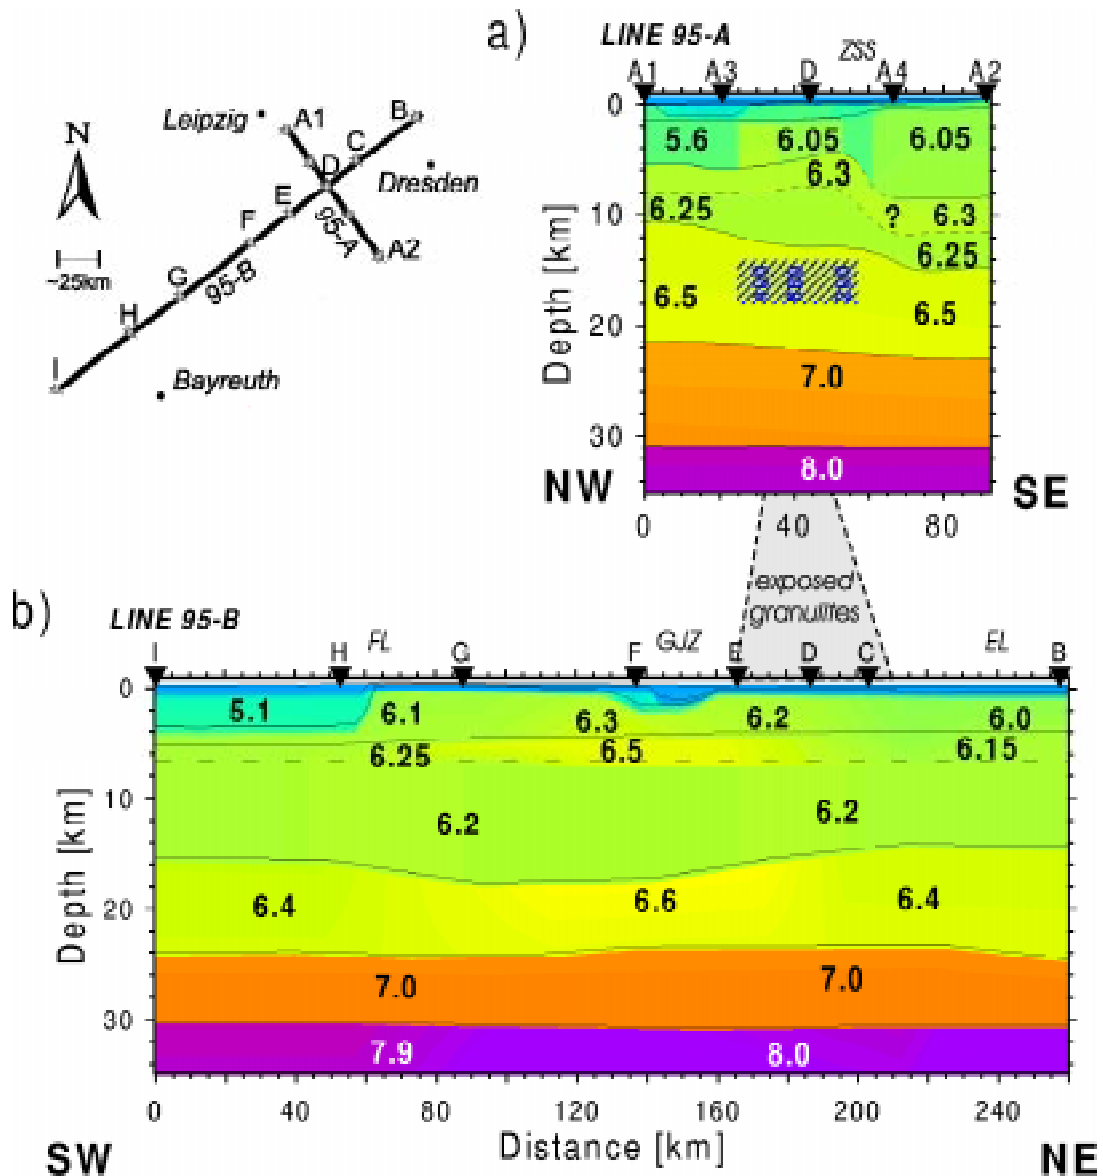 a) LINE 95-A
ZSS
A1 A3 D A4 A2
Leipzig A1 B
N
C
D
Dresden
E
F
95-A
A2
~25km
G
95-B
H
I
Bayreuth
0
10
20
30
Depth [km]
5.6 6.05 6.05
6.3
6.25 ? 6.3
6.25
6.5 6.5
7.0
8.0
NW SE
0 40 80
exposed
granulites
b) LINE 95-B
FL GJZ EL
I H G F E D C B
0
10
20
30
Depth [km]
5.1 6.1 6.3 6.2 6.0
6.25 6.5 6.15
6.2 6.2
6.4 6.6 6.4
7.0 7.0
7.9 8.0
0 40 80 120 160 200 240
SW Distance [km] NE